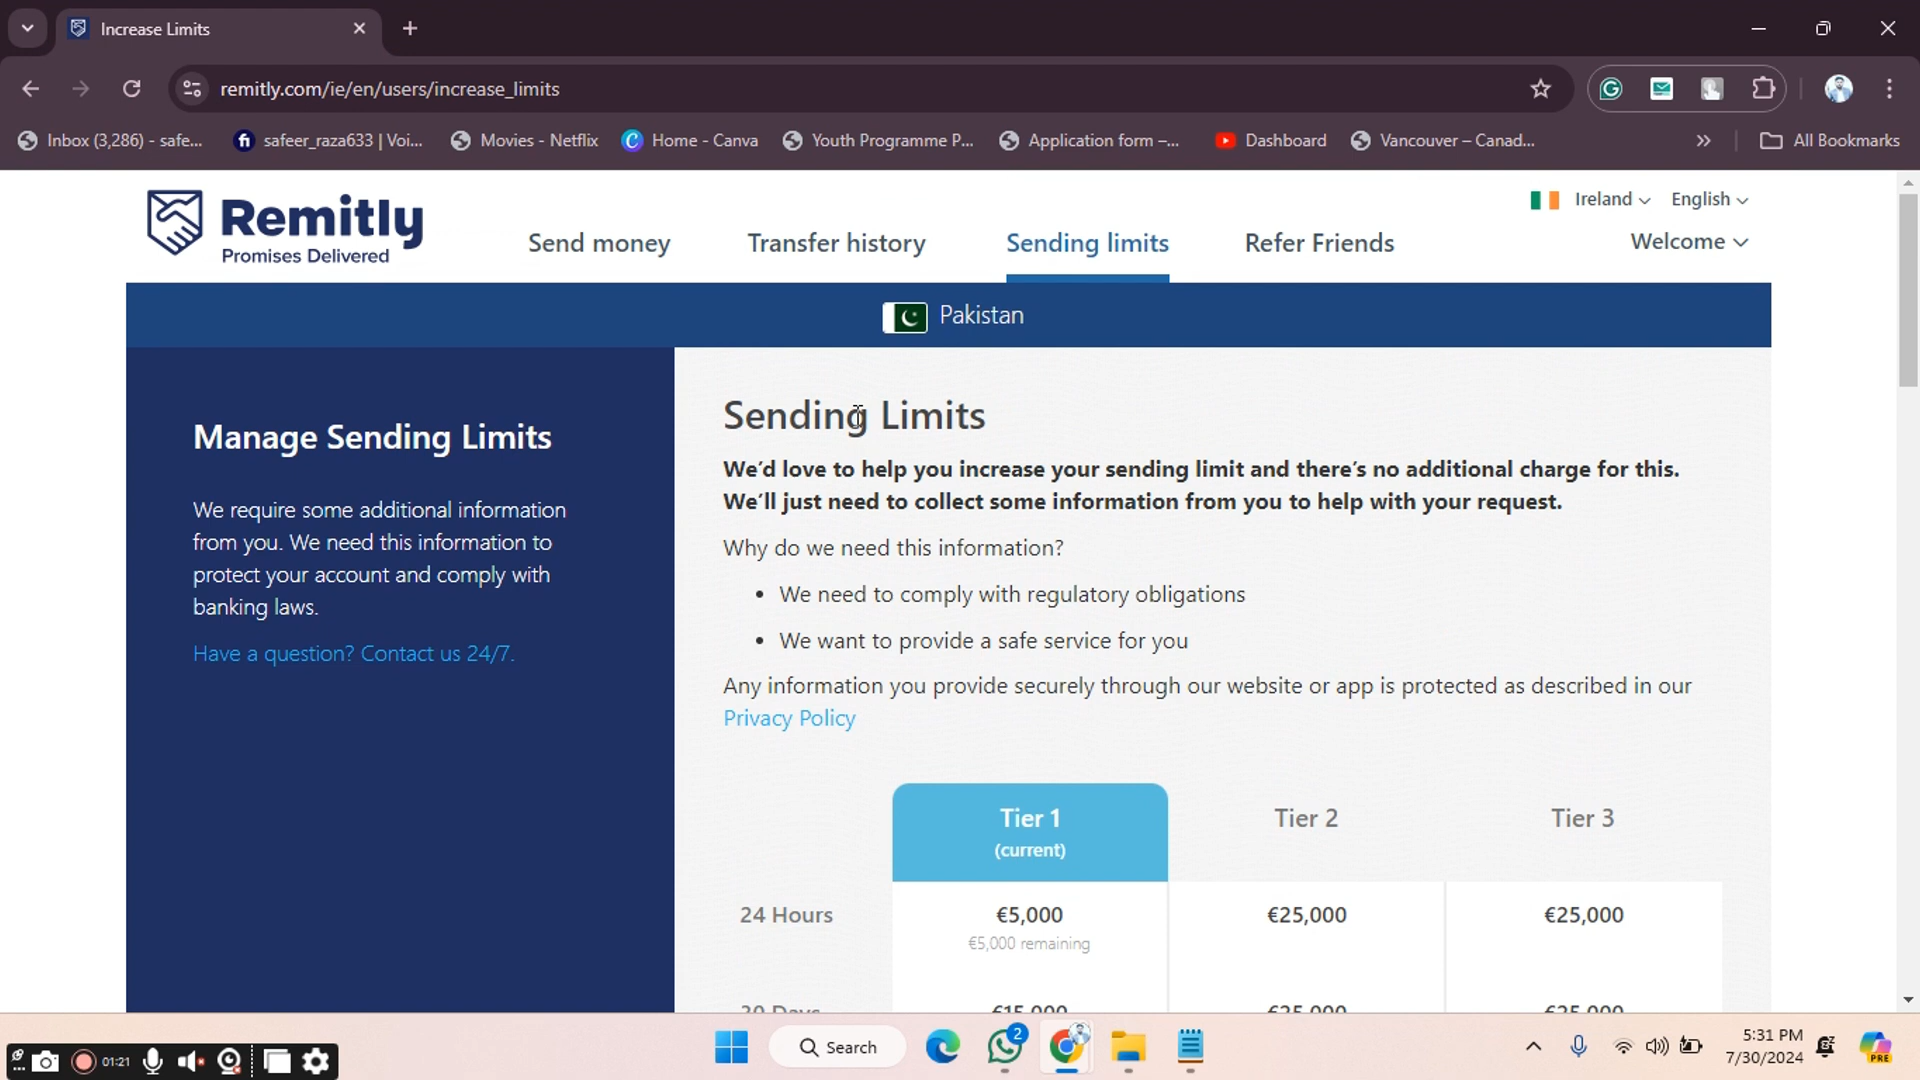 Increase Limits
remitly.com/ie/en/users/increase_limits
Inbox (3,286) - safe...
safeer_raza633 | Voi...
Movies - Netflix
Home - Canva
Youth Programme P...
Application form –...
Dashboard
Vancouver – Canad...
All Bookmarks
Remitly
Promises Delivered
Send money
Transfer history
Sending limits
Refer Friends
Ireland
English
Welcome
Pakistan
Manage Sending Limits
We require some additional information
from you. We need this information to
protect your account and comply with
banking laws.
Have a question? Contact us 24/7.
Sending Limits
We'd love to help you increase your sending limit and there's no additional charge for this.
We'll just need to collect some information from you to help with your request.
Why do we need this information?
• We need to comply with regulatory obligations
• We want to provide a safe service for you
Any information you provide securely through our website or app is protected as described in our
Privacy Policy
Tier 1
(current)
Tier 2
Tier 3
24 Hours
€5,000
€5,000 remaining
€25,000
€25,000
01:21
Search
2
5:31 PM
7/30/2024
PRE